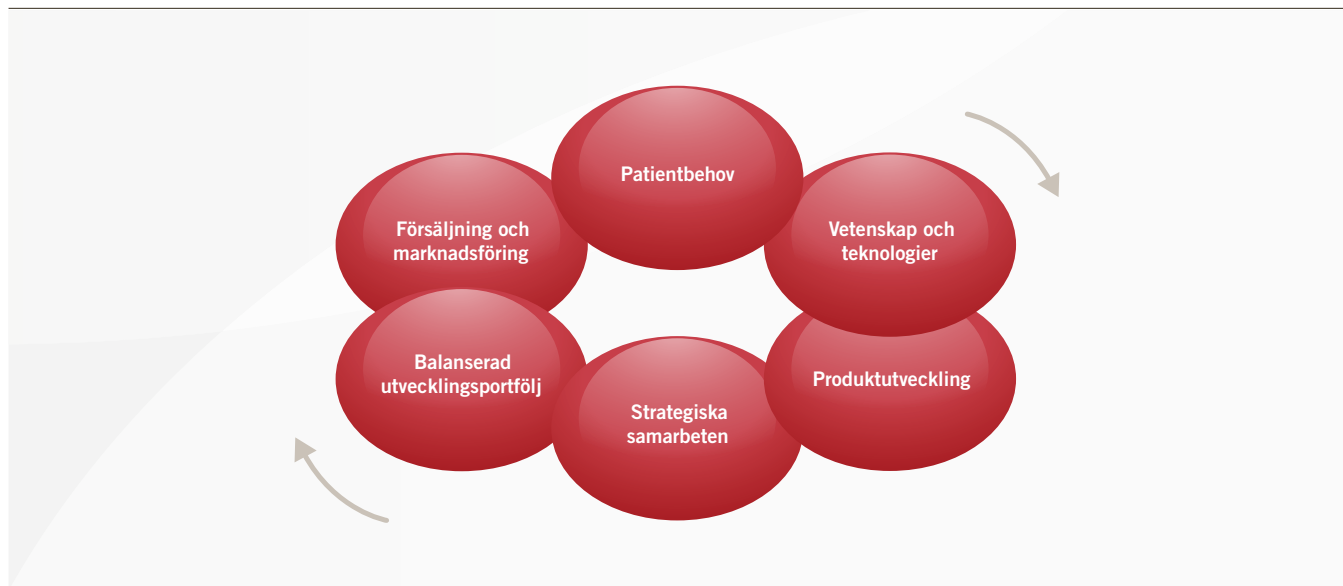 Patientbehov
Försäljning och
marknadsföring
Vetenskap och
teknologier
Balanserad
utvecklingsportfölj
Produktutveckling
Strategiska
samarbeten